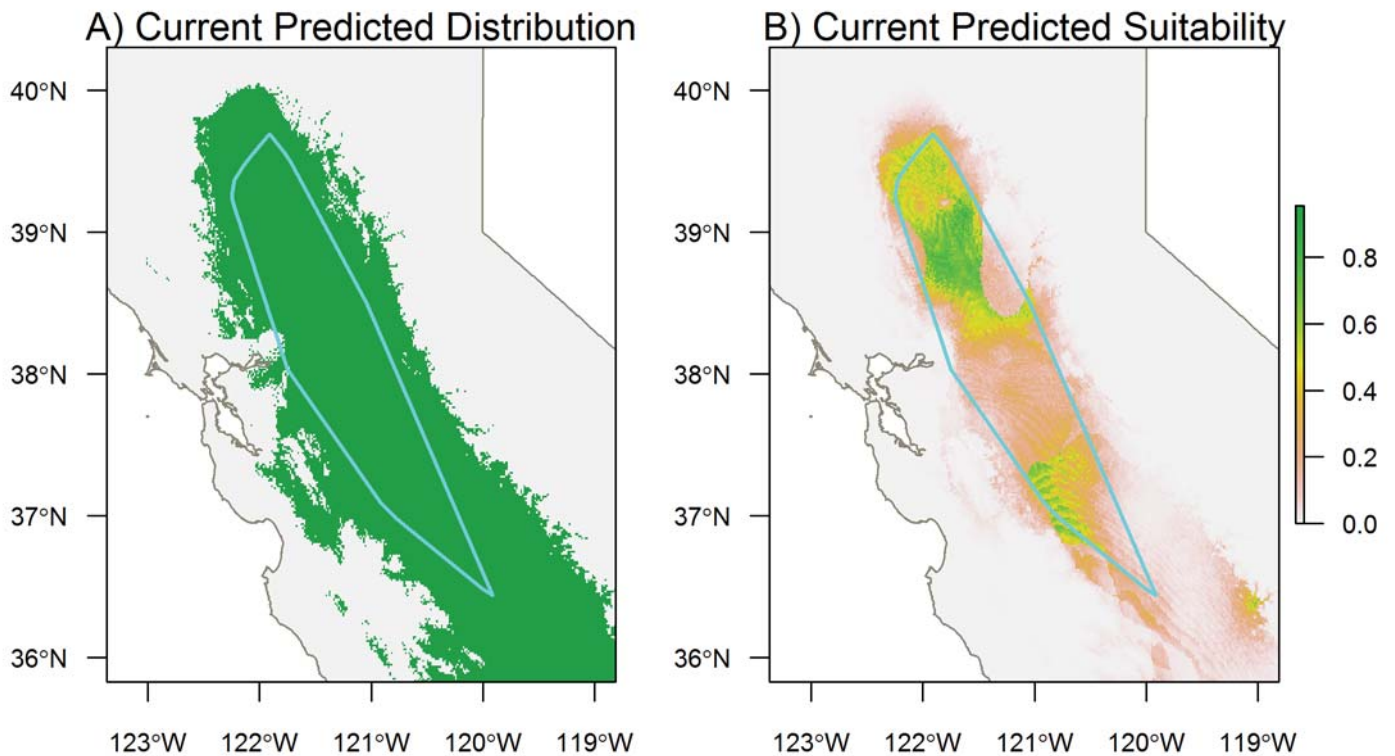 A) Current Predicted Distribution
B) Current Predicted Suitability
40°N
39°N
38°N
37°N
36°N
123°W 122°W 121°W 120°W 119°W
40°N
39°N
38°N
37°N
36°N
123°W 122°W 121°W 120°W 119°W
0.8
0.6
0.4
0.2
0.0